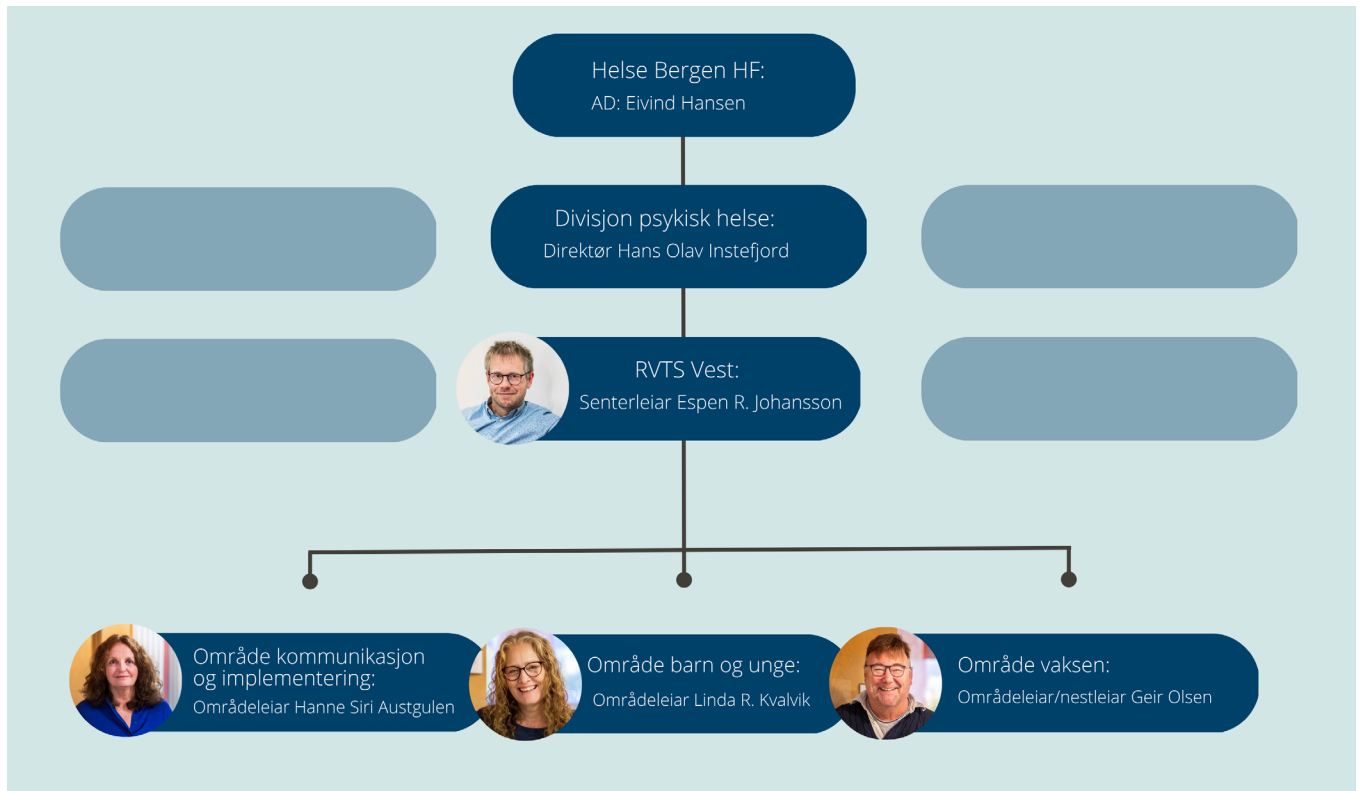 Helse Bergen HF:
AD: Eivind Hansen
Divisjon psykisk helse:
Direktør Hans Olav Instefjord
RVTS Vest:
Senterleiar Espen R. Johansson
Område kommunikasjon
og implementering:
Områdeleiar Hanne Siri Austgulen
Område barn og unge:
Områdeleiar Linda R. Kvalvik
Område vaksen:
Områdeleiar/nestleiar Geir Olsen